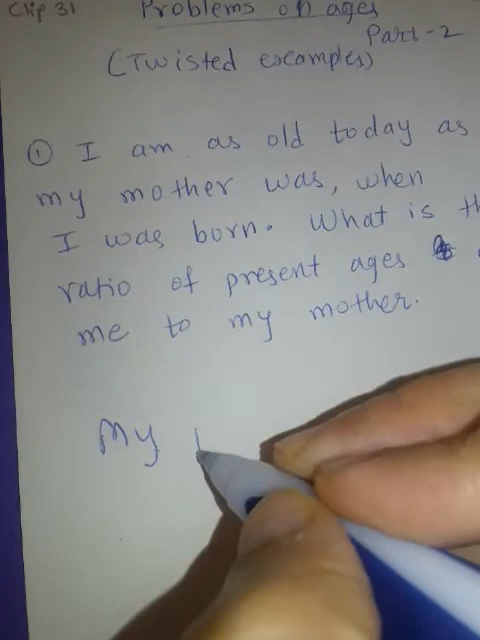 Clip 31 Problems on ages
Part-2
(Twisted escamples)
① I am as old today as
my mother was, when
I was born. What is
ratio of present ages
me to my mother.
My